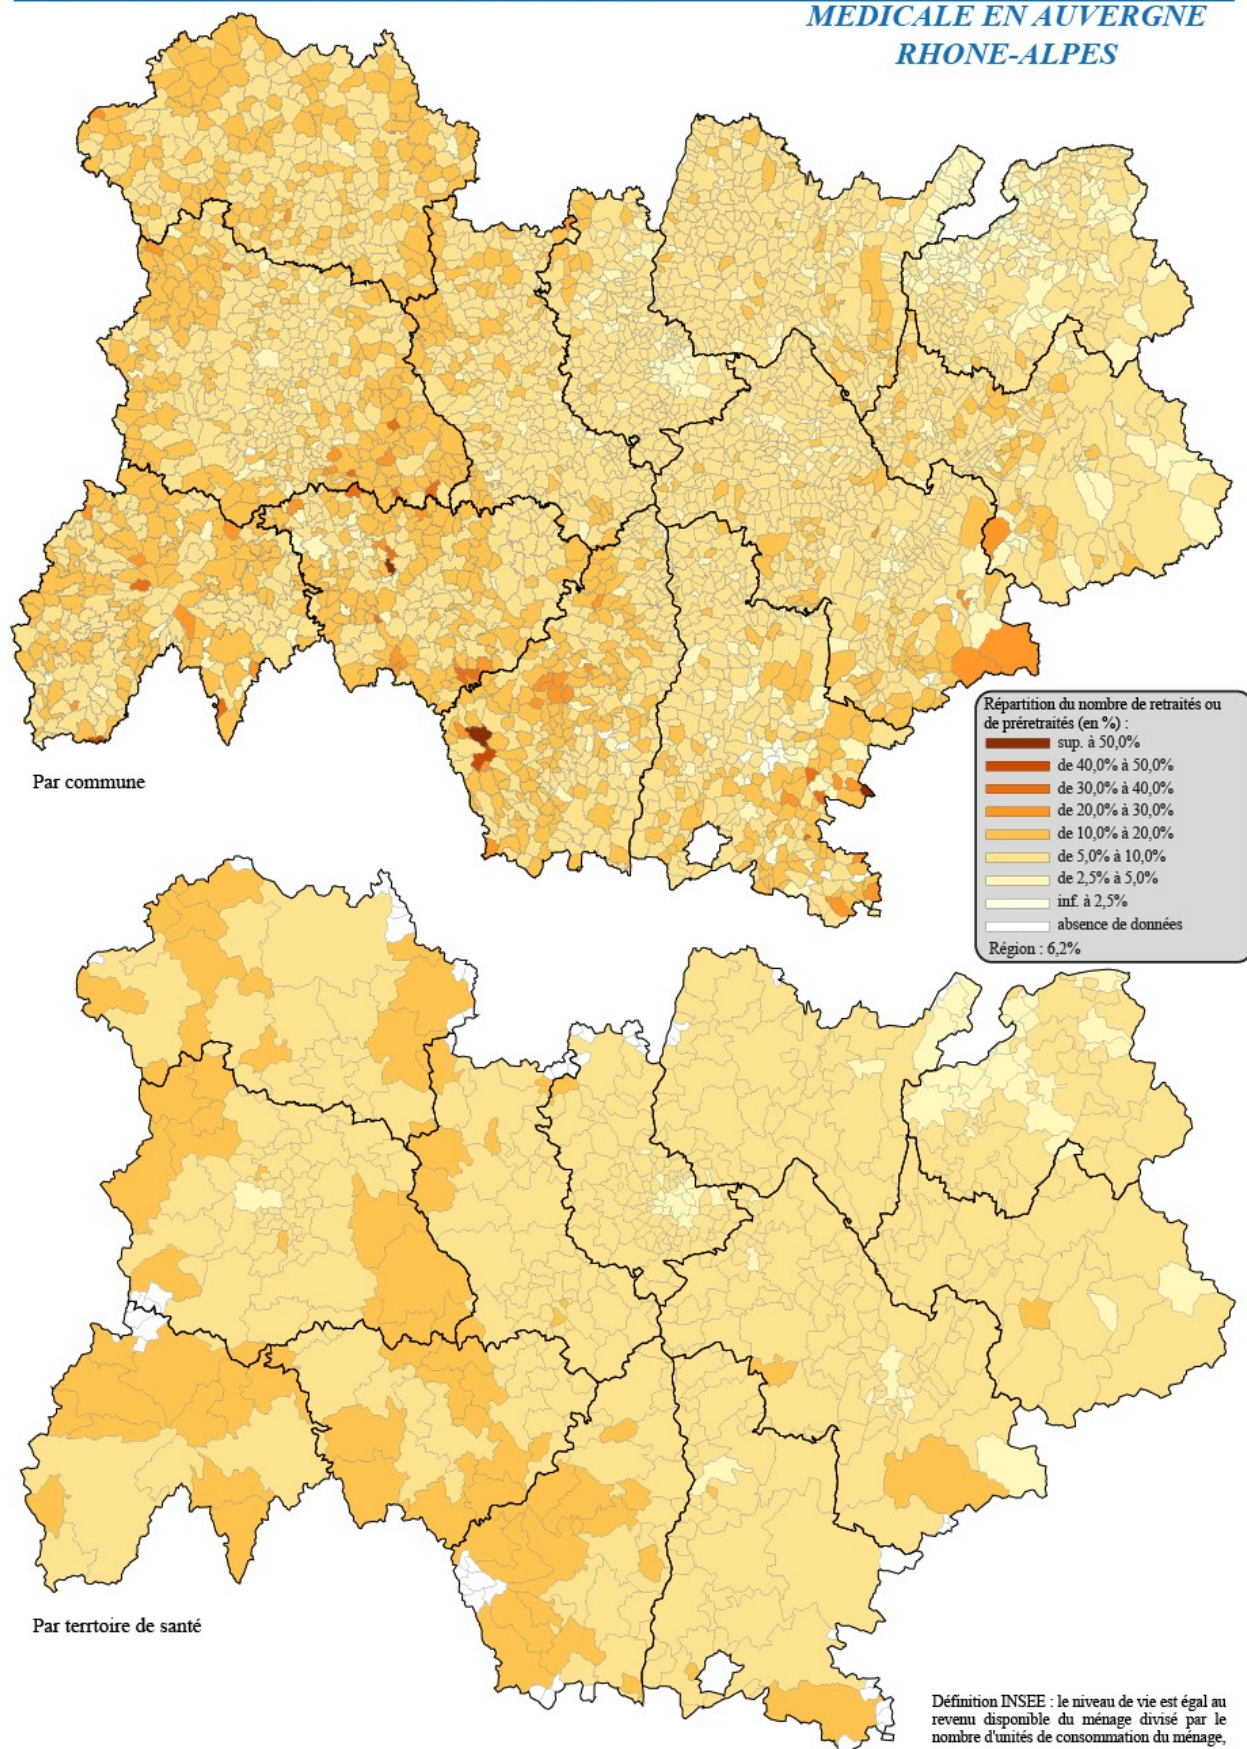 MEDICALE EN AUVERGNE
RHONE-ALPES
Répartition du nombre de retraités ou
de préretraités (en %) :
sup. à 50,0%
de 40,0% à 50,0%
de 30,0% à 40,0%
de 20,0% à 30,0%
de 10,0% à 20,0%
de 5,0% à 10,0%
de 2,5% à 5,0%
inf. à 2,5%
absence de données
Région : 6,2%
Par commune
Par terrtoire de santé
Définition INSEE : le niveau de vie est égal au
revenu disponible du ménage divisé par le
nombre d'unités de consommation du ménage,